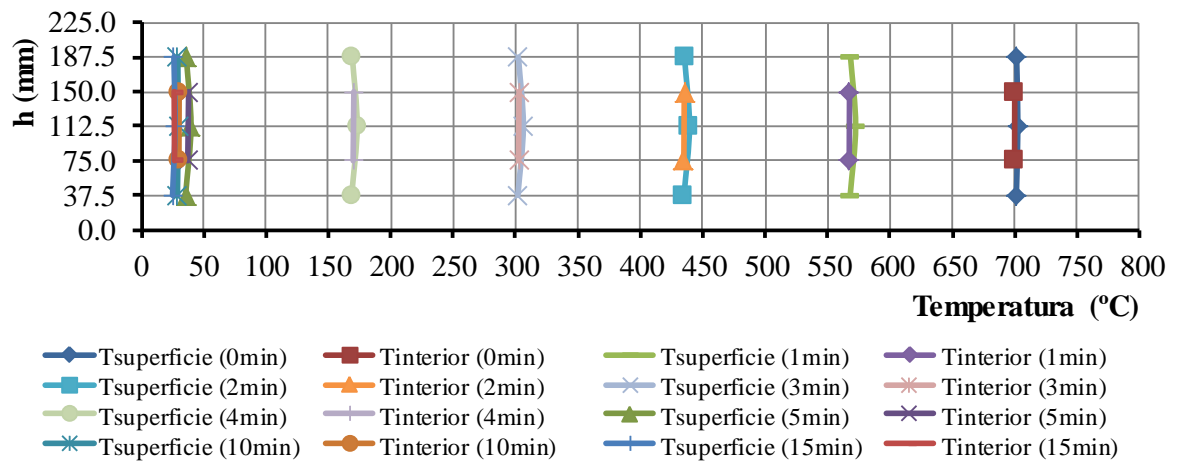 225.0
187.5
150.0
112.5
75.0
37.5
0.0
h (mm)
0 50 100 150 200 250 300 350 400 450 500 550 600 650 700 750 800
Temperatura (ºC)
Tsuperficie (0min) Tinterior (0min) Tsuperficie (1min) Tinterior (1min)
Tsuperficie (2min) Tinterior (2min) Tsuperficie (3min) Tinterior (3min)
Tsuperficie (4min) Tinterior (4min) Tsuperficie (5min) Tinterior (5min)
Tsuperficie (10min) Tinterior (10min) Tsuperficie (15min) Tinterior (15min)